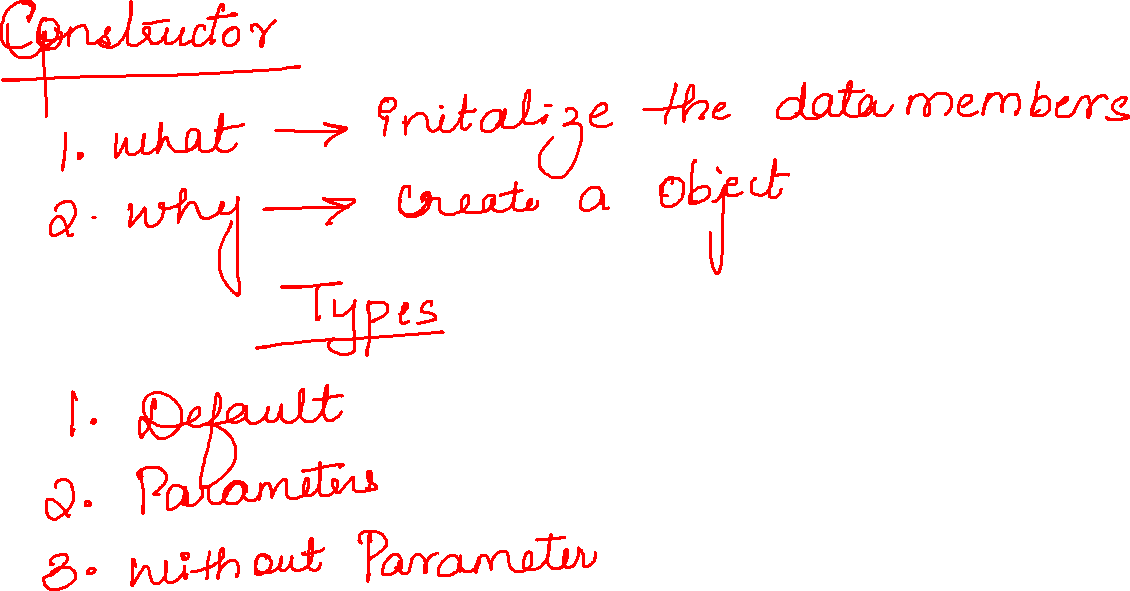 Constructor
1. what → initalize the data members
2. why → create a object
Types
1. Default
2. Parameters
3. without Parameter